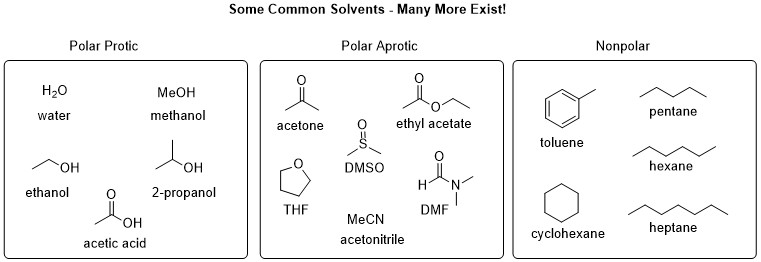 Some Common Solvents - Many More Exist!
Polar Protic
H2O
water
MeOH
methanol
OH
ethanol
OH
2-propanol
O
OH
acetic acid
Polar Aprotic
O
acetone
O
O
ethyl acetate
O
S
DMSO
O
THF
O
H
N
DMF
MeCN
acetonitrile
Nonpolar
toluene
pentane
hexane
cyclohexane
heptane